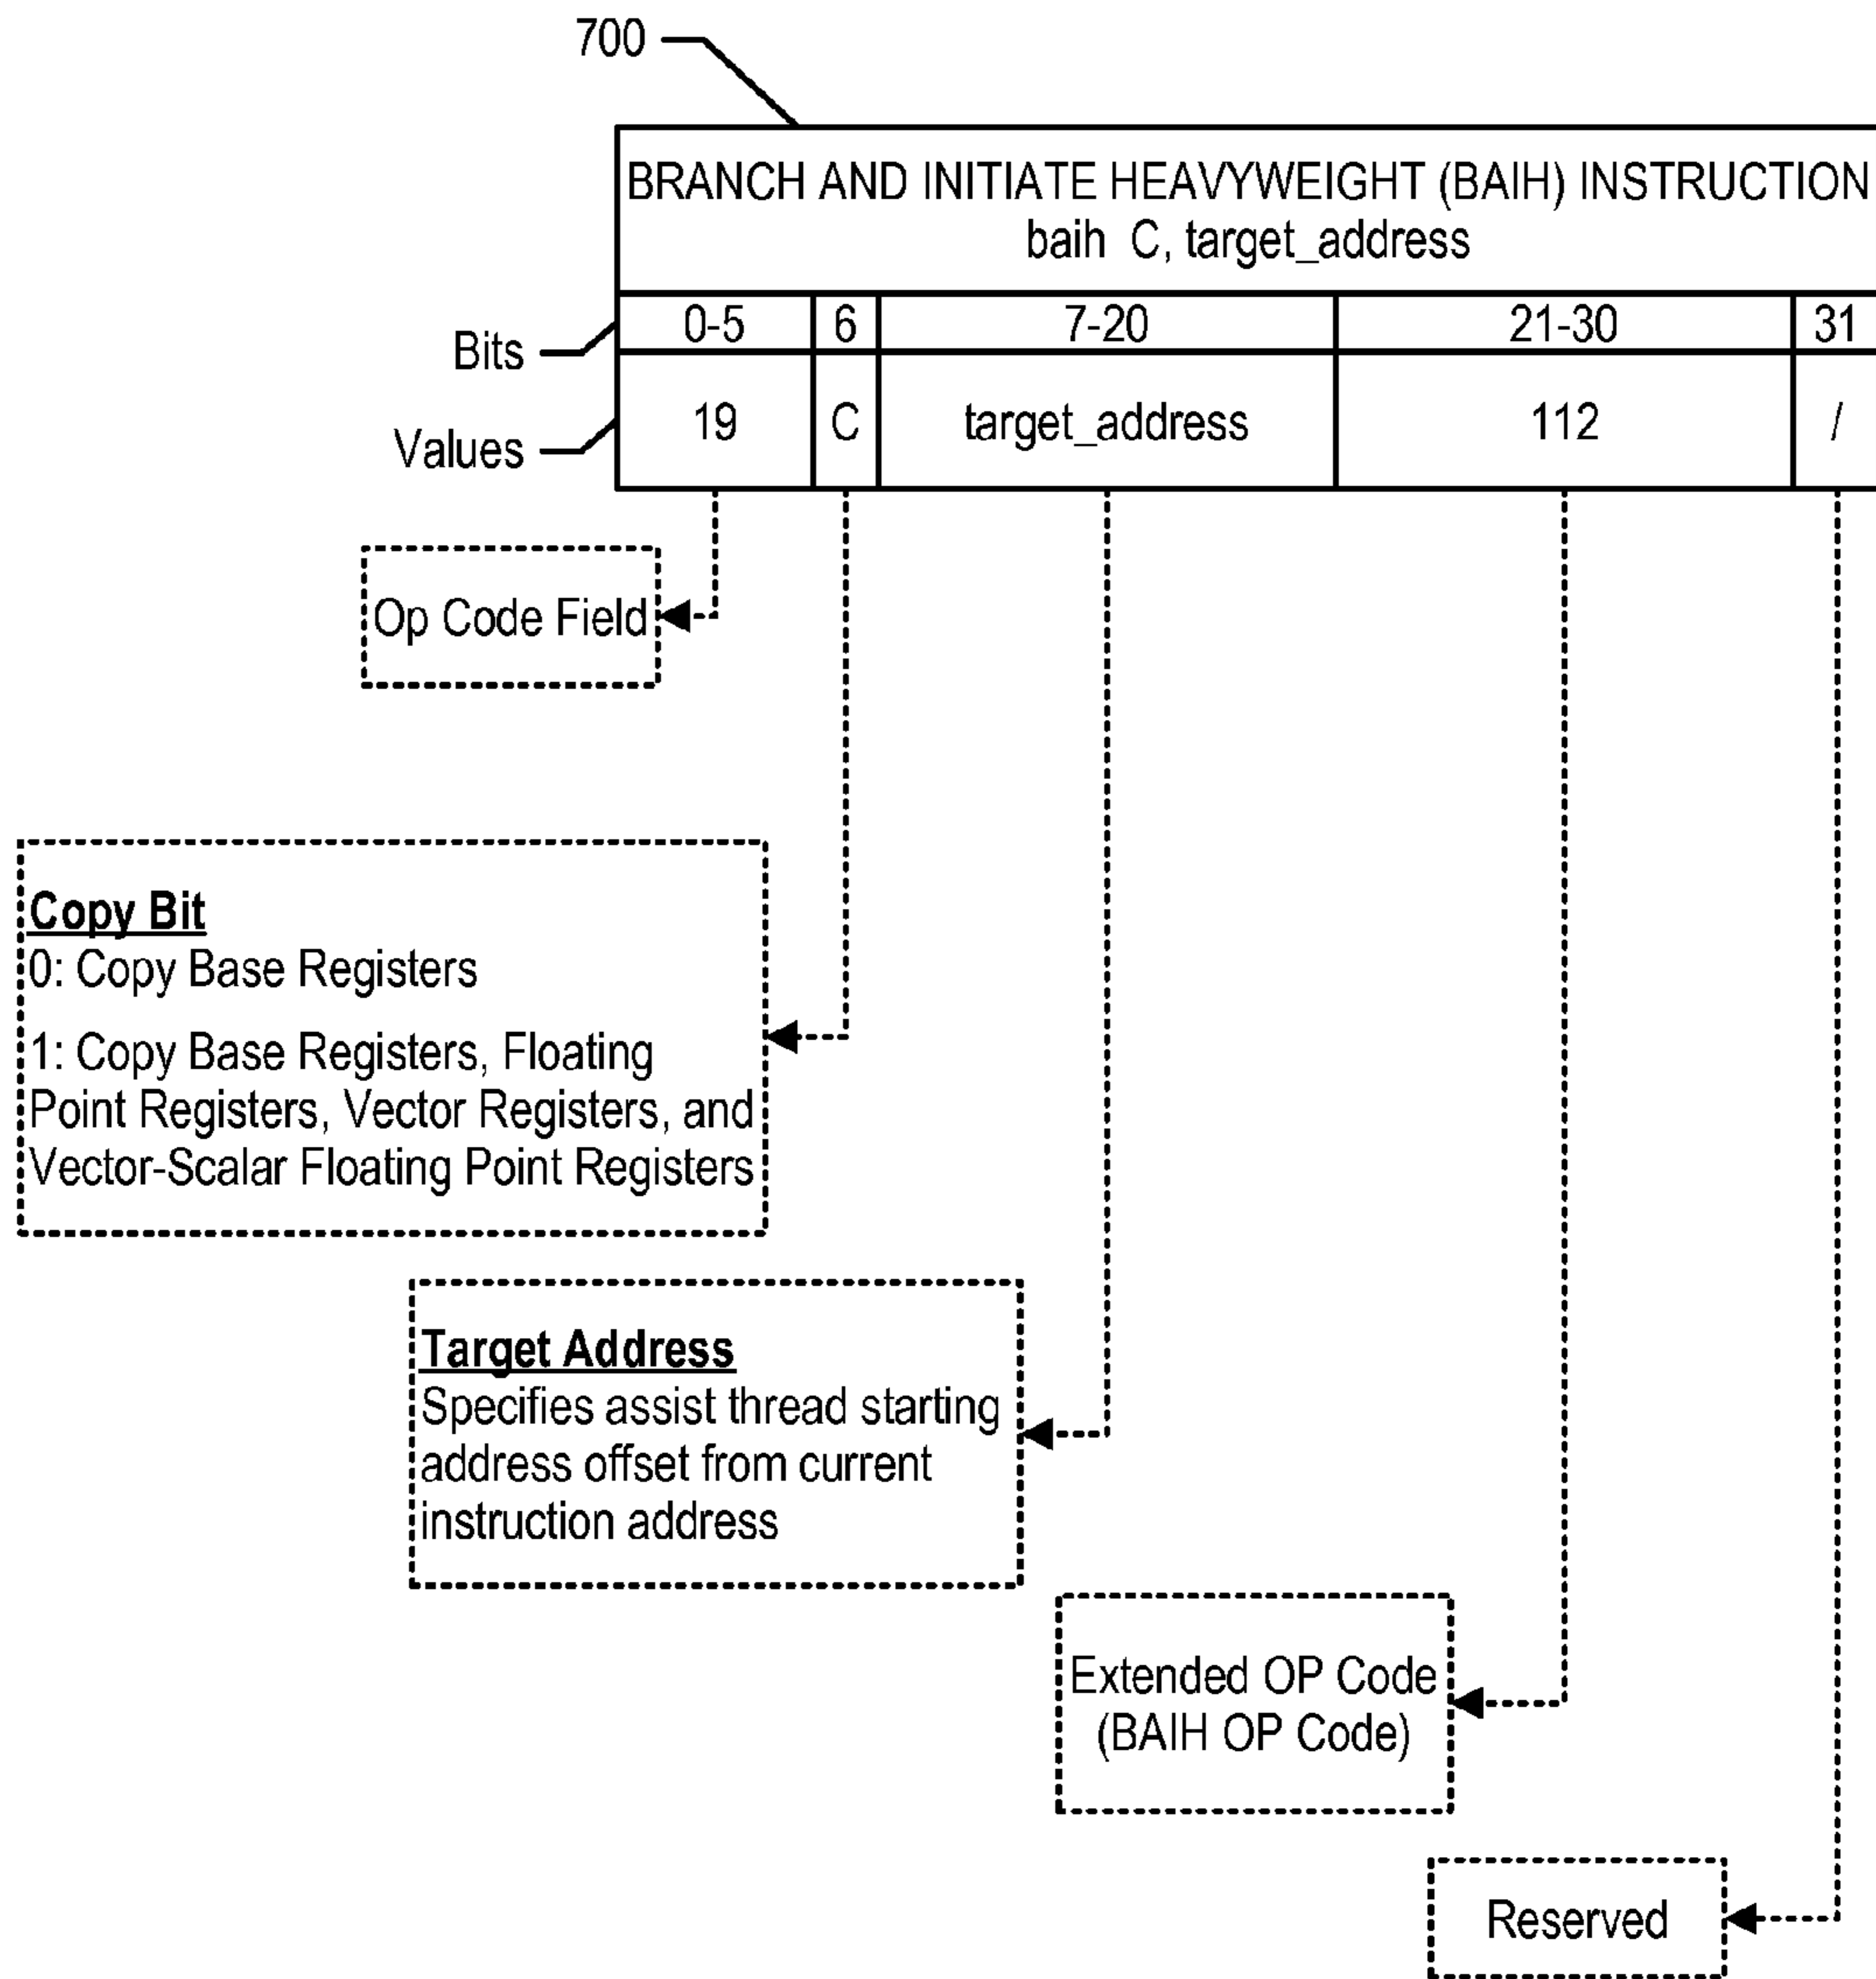 700
BRANCH AND INITIATE HEAVYWEIGHT (BAIH) INSTRUCTION
baih C, target_address
Bits
0-5 6 7-20 21-30 31
Values
19 C target_address 112 /
Op Code Field
Copy Bit
0: Copy Base Registers
1: Copy Base Registers, Floating
Point Registers, Vector Registers, and
Vector-Scalar Floating Point Registers
Target Address
Specifies assist thread starting
address offset from current
instruction address
Extended OP Code
(BAIH OP Code)
Reserved